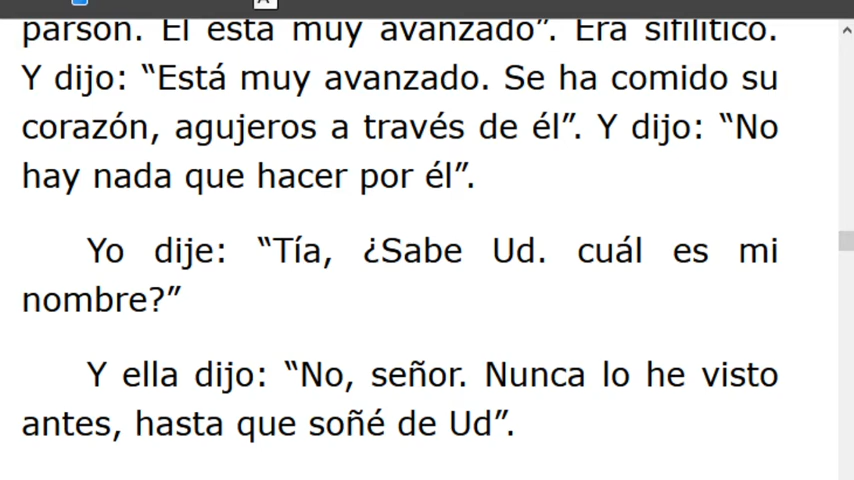 parsón. Él está muy avanzado”. Era sifilítico.
Y dijo: “Está muy avanzado. Se ha comido su
corazón, agujeros a través de él”. Y dijo: “No
hay nada que hacer por él”.
Yo dije: “Tía, ¿Sabe Ud. cuál es mi
nombre?”
Y ella dijo: “No, señor. Nunca lo he visto
antes, hasta que soñé de Ud”.